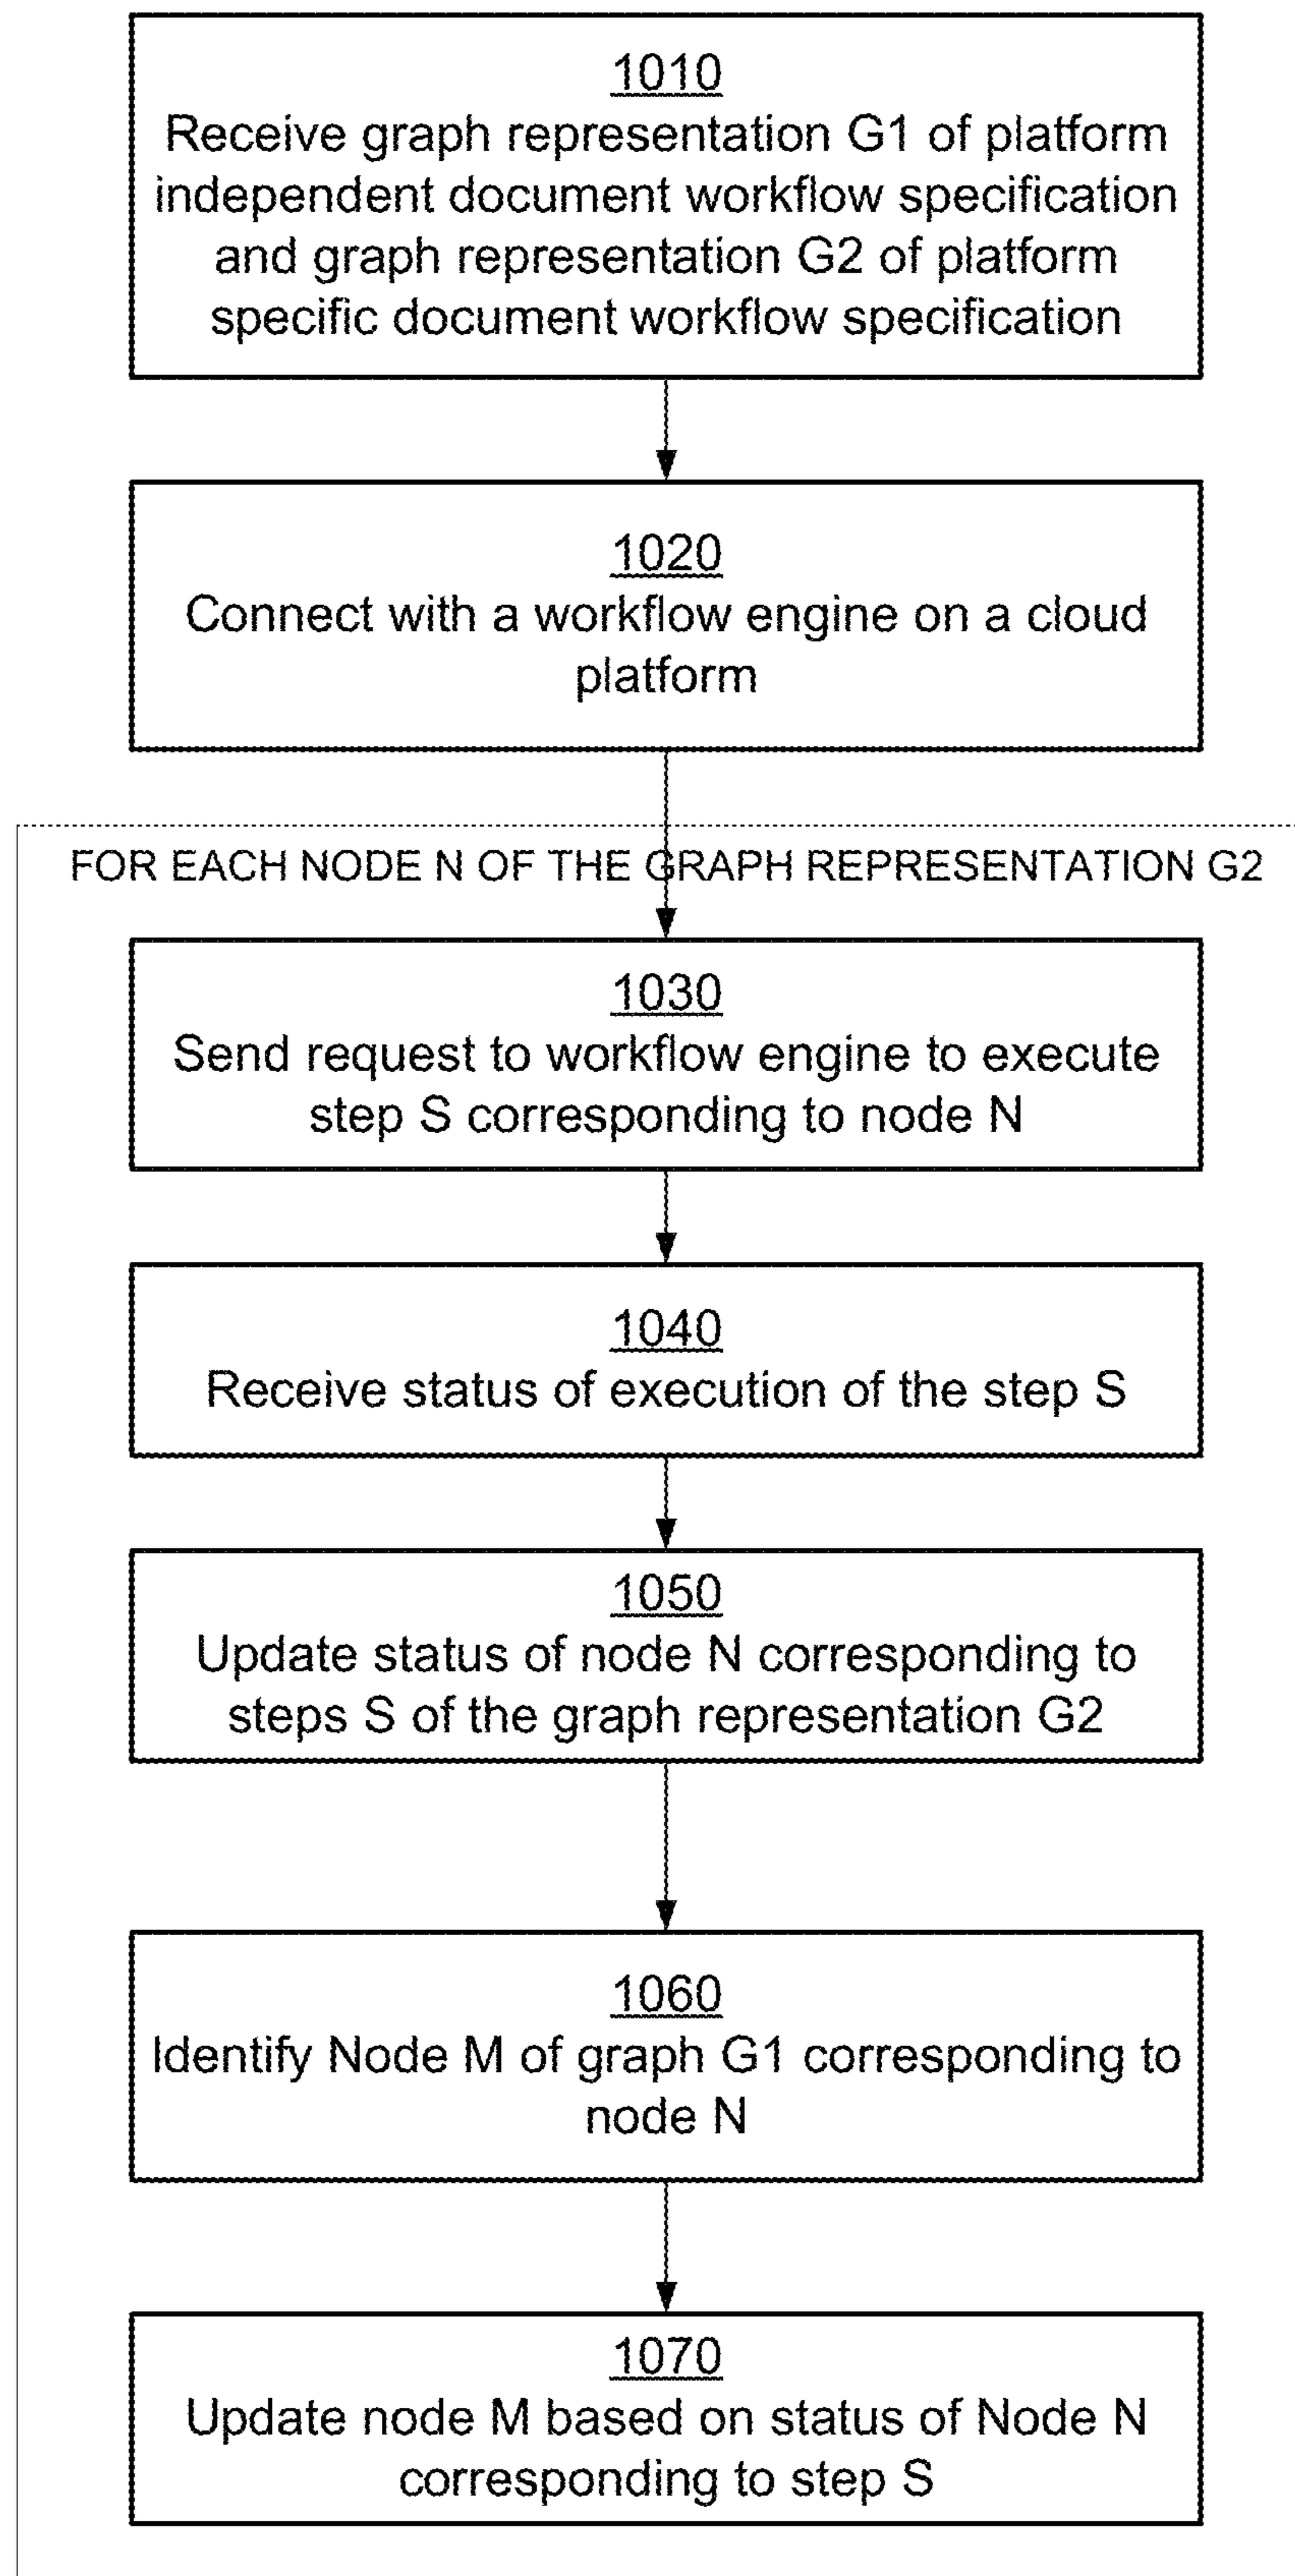 1010
Receive graph representation G1 of platform
independent document workflow specification
and graph representation G2 of platform
specific document workflow specification
1020
Connect with a workflow engine on a cloud
platform
FOR EACH NODE N OF THE GRAPH REPRESENTATION G2
1030
Send request to workflow engine to execute
step S corresponding to node N
1040
Receive status of execution of the step S
1050
Update status of node N corresponding to
steps S of the graph representation G2
1060
Identify Node M of graph G1 corresponding to
node N
1070
Update node M based on status of Node N
corresponding to step S